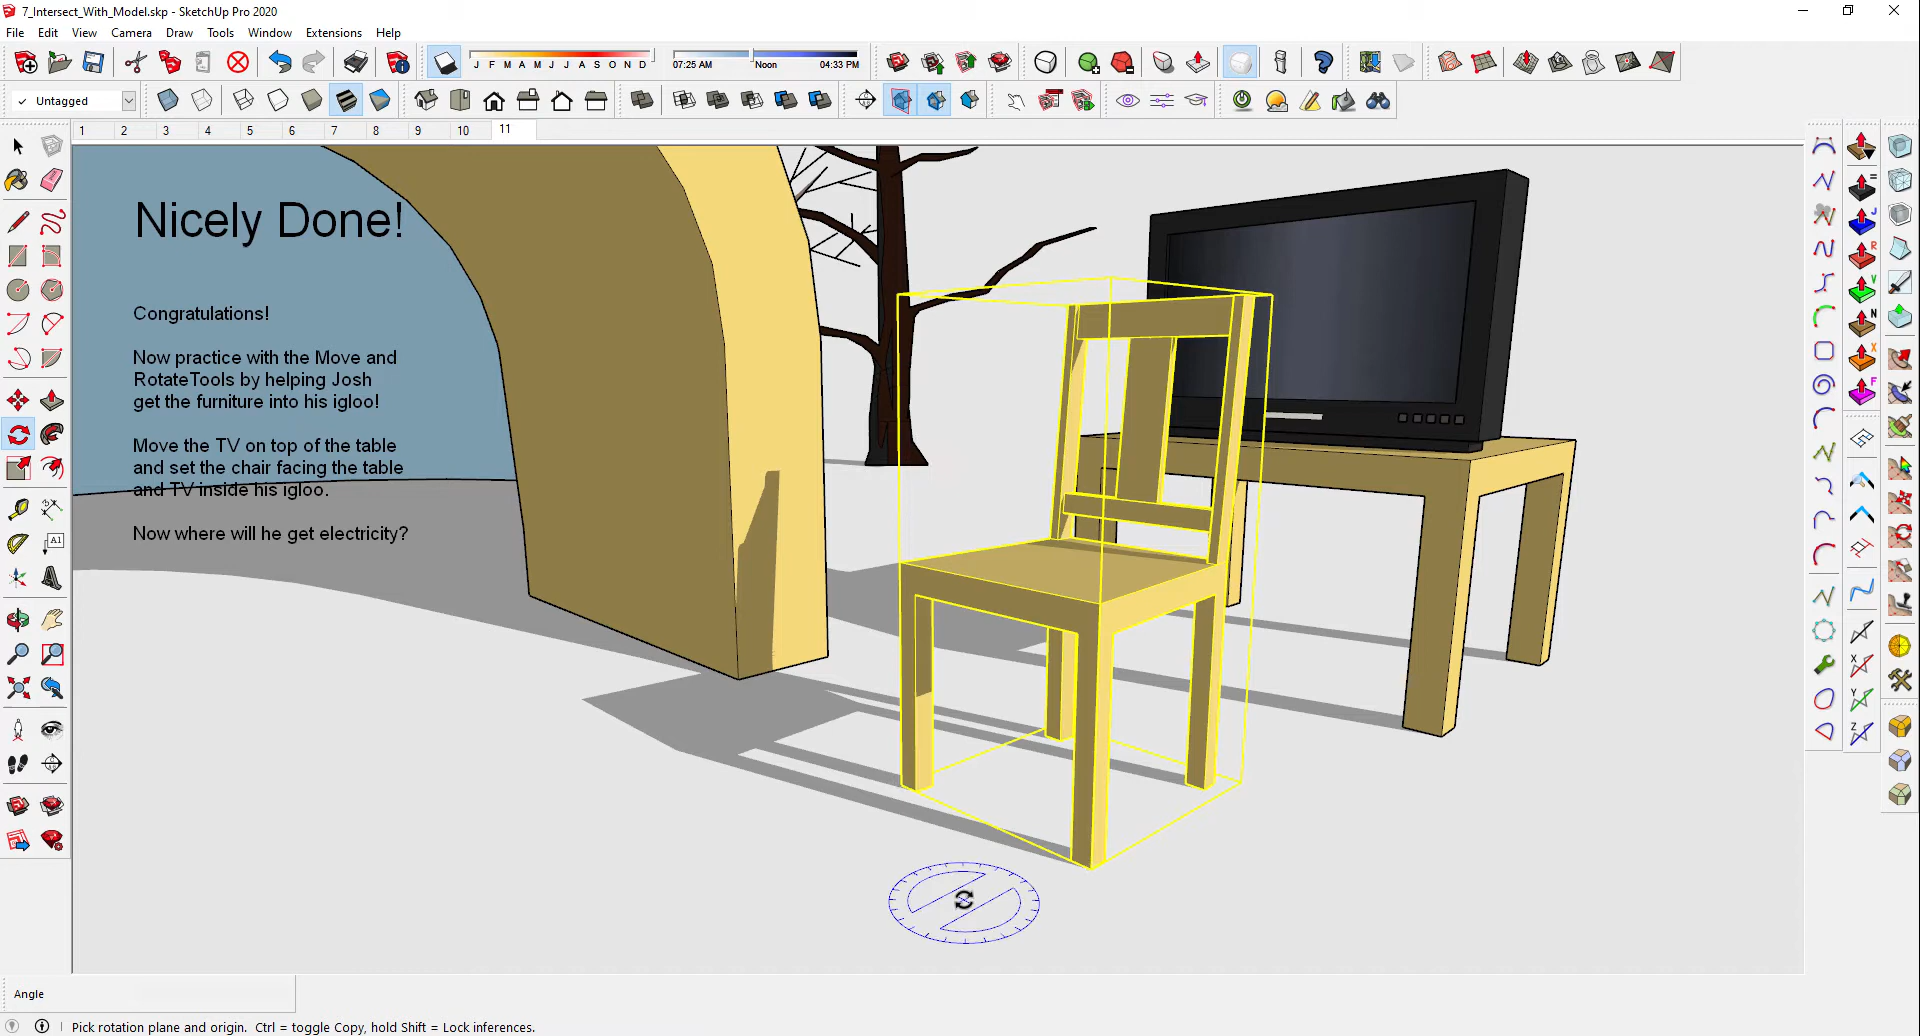 7_Intersect_With_Model.skp - SketchUp Pro 2020
File Edit View Camera Draw Tools Window Extensions Help
J F M A M J J A S O N D
07:25 AM Noon 04:33 PM
✓ Untagged
1 2 3 4 5 6 7 8 9 10 11
Nicely Done!
Congratulations!
Now practice with the Move and
RotateTools by helping Josh
get the furniture into his igloo!
Move the TV on top of the table
and set the chair facing the table
and TV inside his igloo.
Now where will he get electricity?
Angle
Pick rotation plane and origin. Ctrl = toggle Copy, hold Shift = Lock inferences.